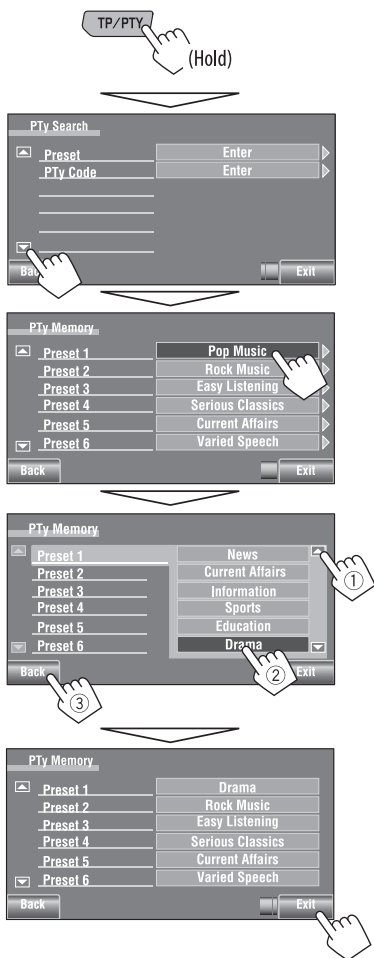 TP/PTY
(Hold)
PTy Search
Preset Enter
PTy Code Enter
Exit
PTy Memory
Preset 1 Pop Music
Preset 2 Rock Music
Preset 3 Easy Listening
Preset 4 Serious Classics
Preset 5 Current Affairs
Preset 6 Varied Speech
Back Exit
PTy Memory
Preset 1 News
Preset 2 Current Affairs
Preset 3 Information
Preset 4 Sports
Preset 5 Education
Preset 6 Drama
①
Back Exit
②
③
PTy Memory
Preset 1 Drama
Preset 2 Rock Music
Preset 3 Easy Listening
Preset 4 Serious Classics
Preset 5 Current Affairs
Preset 6 Varied Speech
Back Exit